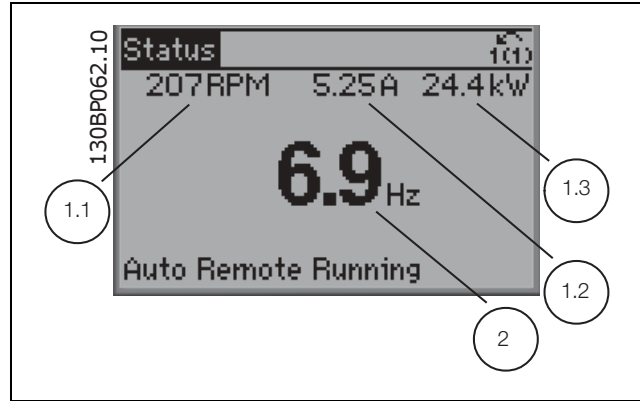 130BP062.10
Status 1(1)
207RPM 5.25A 24.4kW
1.1
6.9Hz
1.3
Auto Remote Running
1.2
2